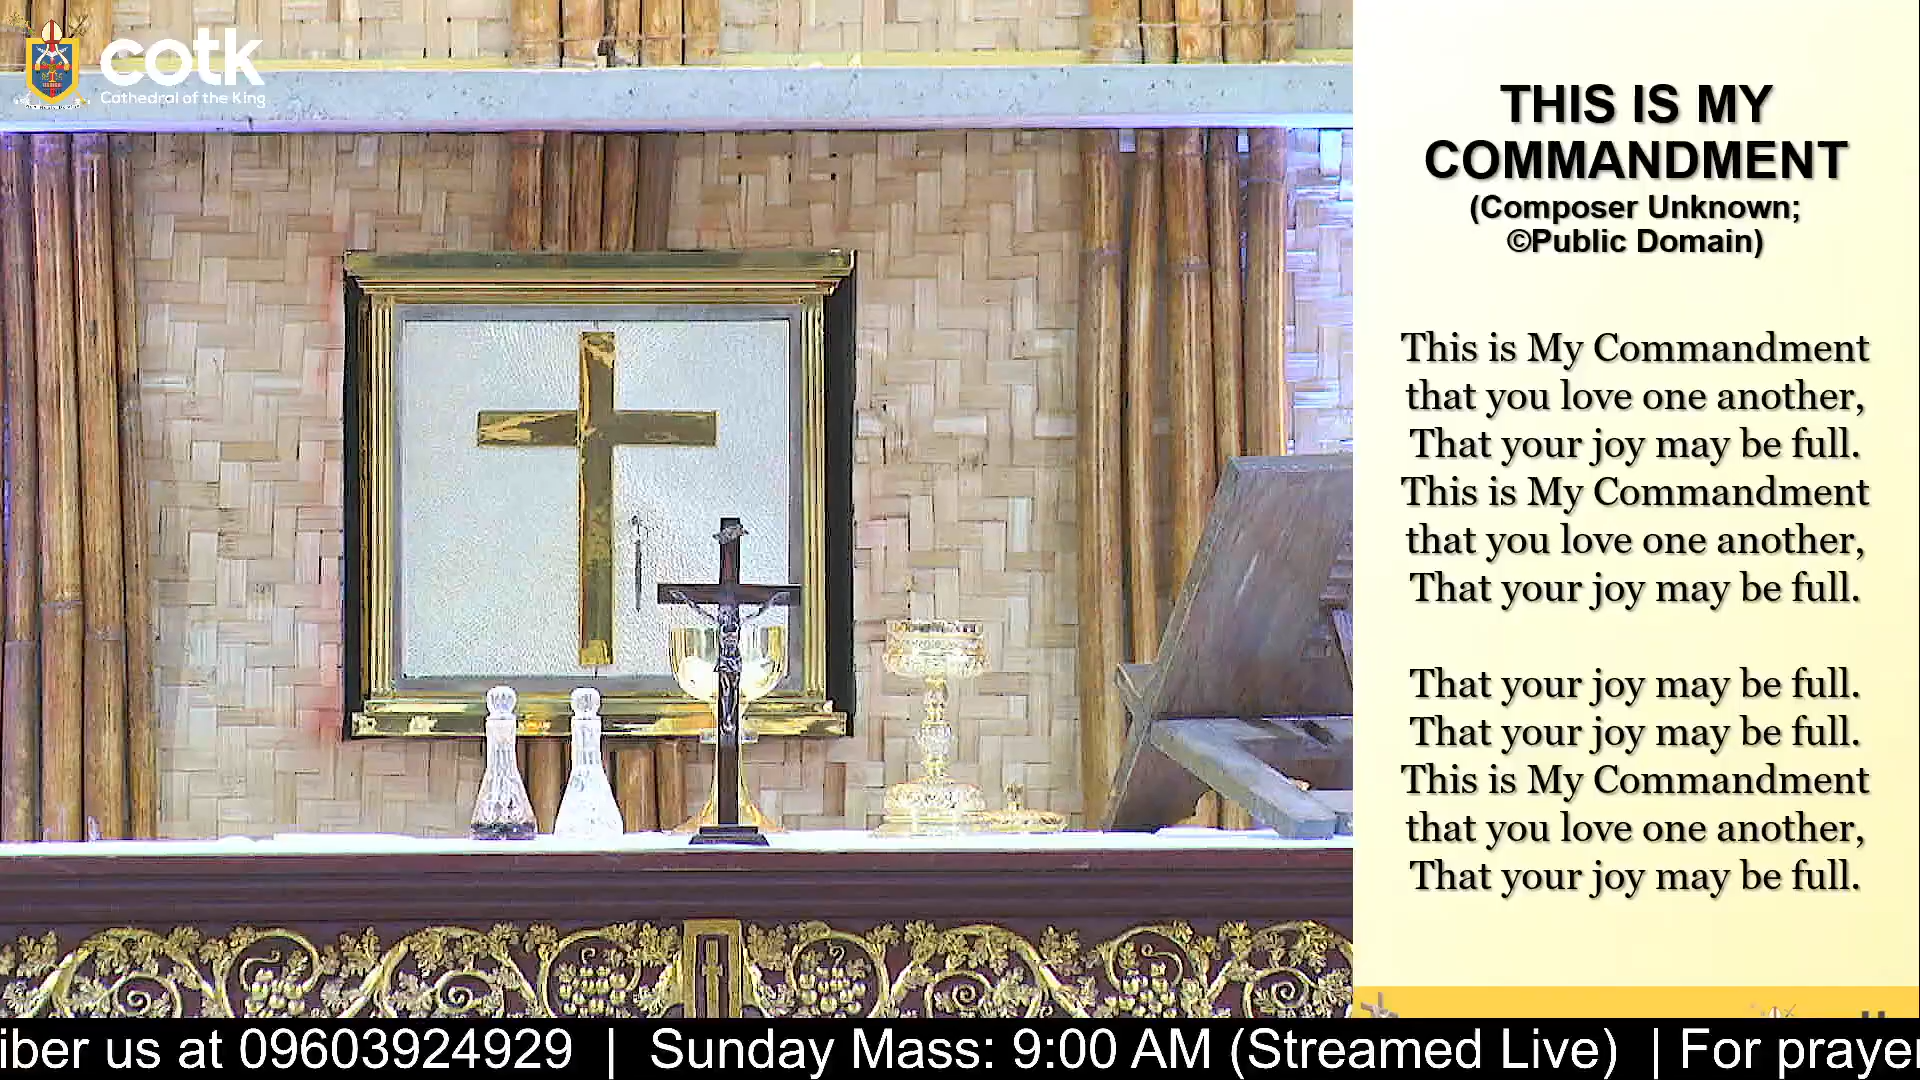 cotk
Cathedral of the King
THIS IS MY
COMMANDMENT
(Composer Unknown;
©Public Domain)
This is My Commandment
that you love one another,
That your joy may be full.
This is My Commandment
that you love one another,
That your joy may be full.
That your joy may be full.
That your joy may be full.
This is My Commandment
that you love one another,
That your joy may be full.
iber us at 09603924929 | Sunday Mass: 9:00 AM (Streamed Live) | For prayer